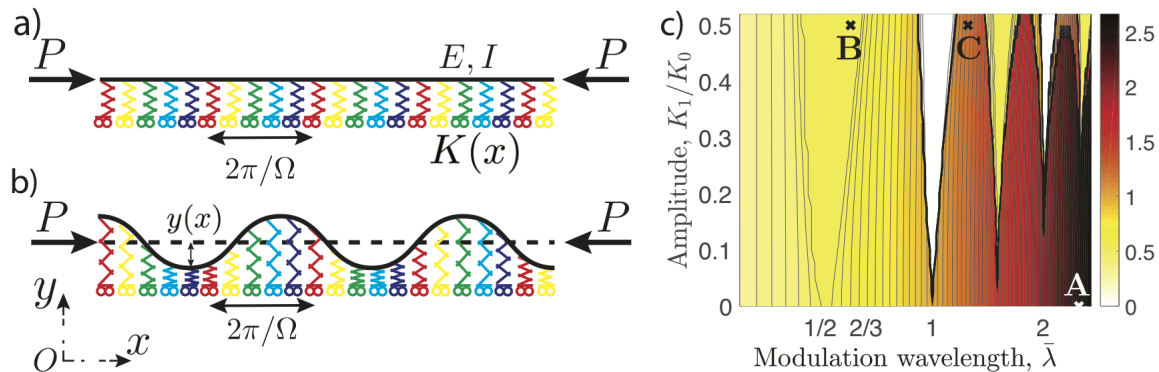 a)
P
E, I
P
2π/Ω
K(x)
b)
P
y(x)
P
2π/Ω
y
O
x
c)
Amplitude, K₁/K₀
0.5
0.4
0.3
0.2
0.1
0
B
C
A
1/2
2/3
1
2
Modulation wavelength, λ̄
2.5
2
1.5
1
0.5
0